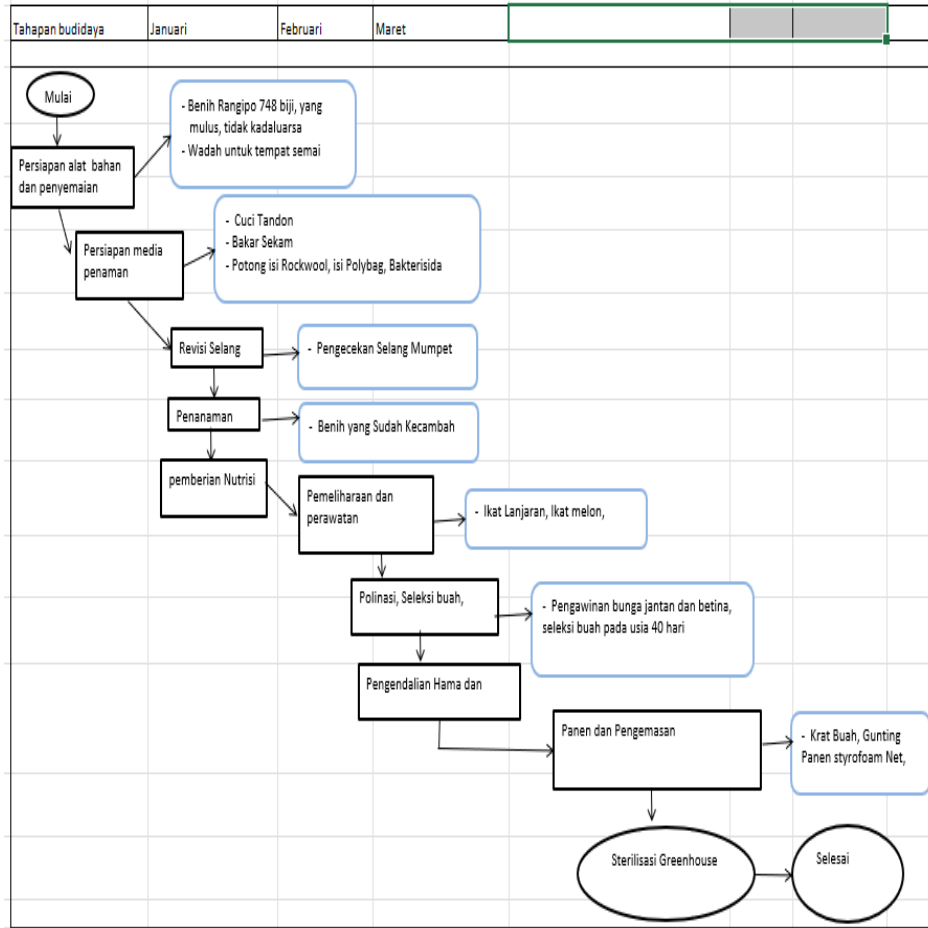 Tahapan budidaya Januari Februari Maret
Mulai
- Benih Rangipo 748 biji, yang
mulus, tidak kadaluarsa
- Wadah untuk tempat semai
Persiapan alat bahan
dan penyemaian
- Cuci Tandon
- Bakar Sekam
- Potong isi Rockwool, isi Polybag, Bakterisida
Persiapan media
penaman
Revisi Selang
- Pengecekan Selang Mumpet
Penanaman
- Benih yang Sudah Kecambah
pemberian Nutrisi
Pemeliharaan dan
perawatan
- Ikat Lanjaran, Ikat melon,
Polinasi, Seleksi buah,
- Pengawinan bunga jantan dan betina,
seleksi buah pada usia 40 hari
Pengendalian Hama dan
Panen dan Pengemasan
- Krat Buah, Gunting
Panen styrofoam Net,
Sterilisasi Greenhouse
Selesai